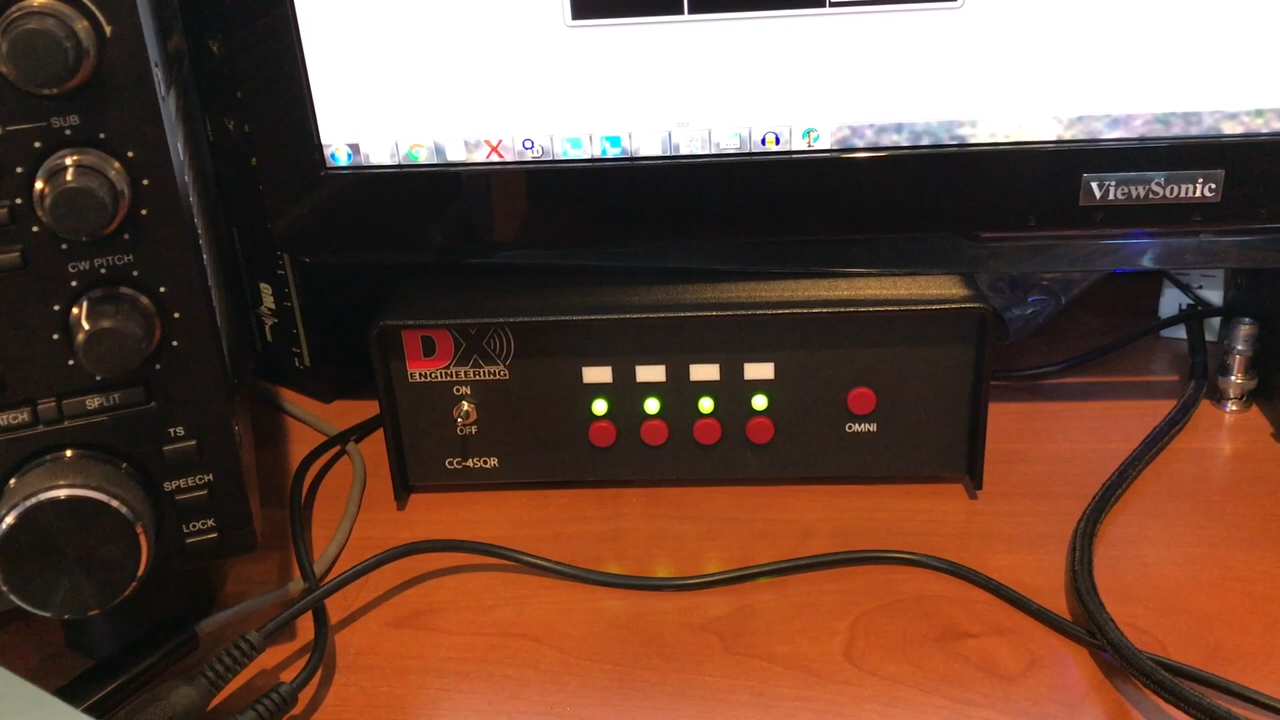 SUB
CW PITCH
SPLIT
TS
SPEECH
LOCK
ViewSonic
DX
ENGINEERING
ON
OFF
CC-4SQR
OMNI